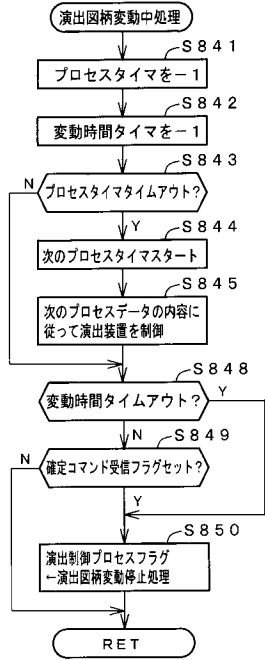 演出図柄変動中処理
S841
プロセスタイマを－1
S842
変動時間タイマを－1
S843
プロセスタイマタイムアウト?
N
Y
S844
次のプロセスタイマスタート
S845
次のプロセスデータの内容に
従って演出装置を制御
S848
変動時間タイムアウト?
Y
N
S849
確定コマンド受信フラグセット?
N
Y
S850
演出制御プロセスフラグ
←演出図柄変動停止処理
RET